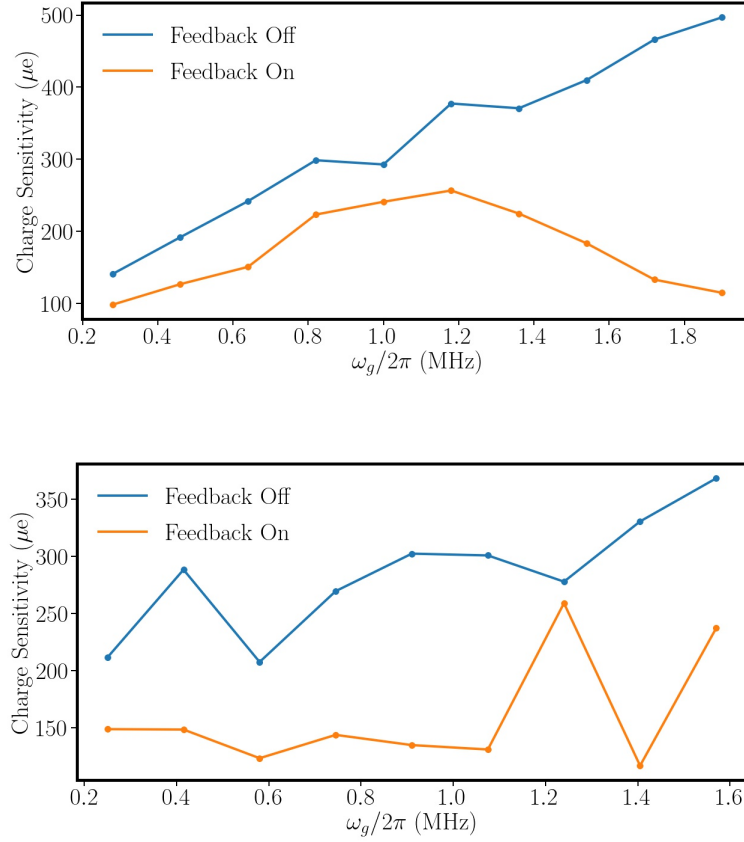 500
400
300
200
100
Charge Sensitivity (μe)
Feedback Off
Feedback On
0.2 0.4 0.6 0.8 1.0 1.2 1.4 1.6 1.8
ω_g/2π (MHz)
350
300
250
200
150
Charge Sensitivity (μe)
Feedback Off
Feedback On
0.2 0.4 0.6 0.8 1.0 1.2 1.4 1.6
ω_g/2π (MHz)